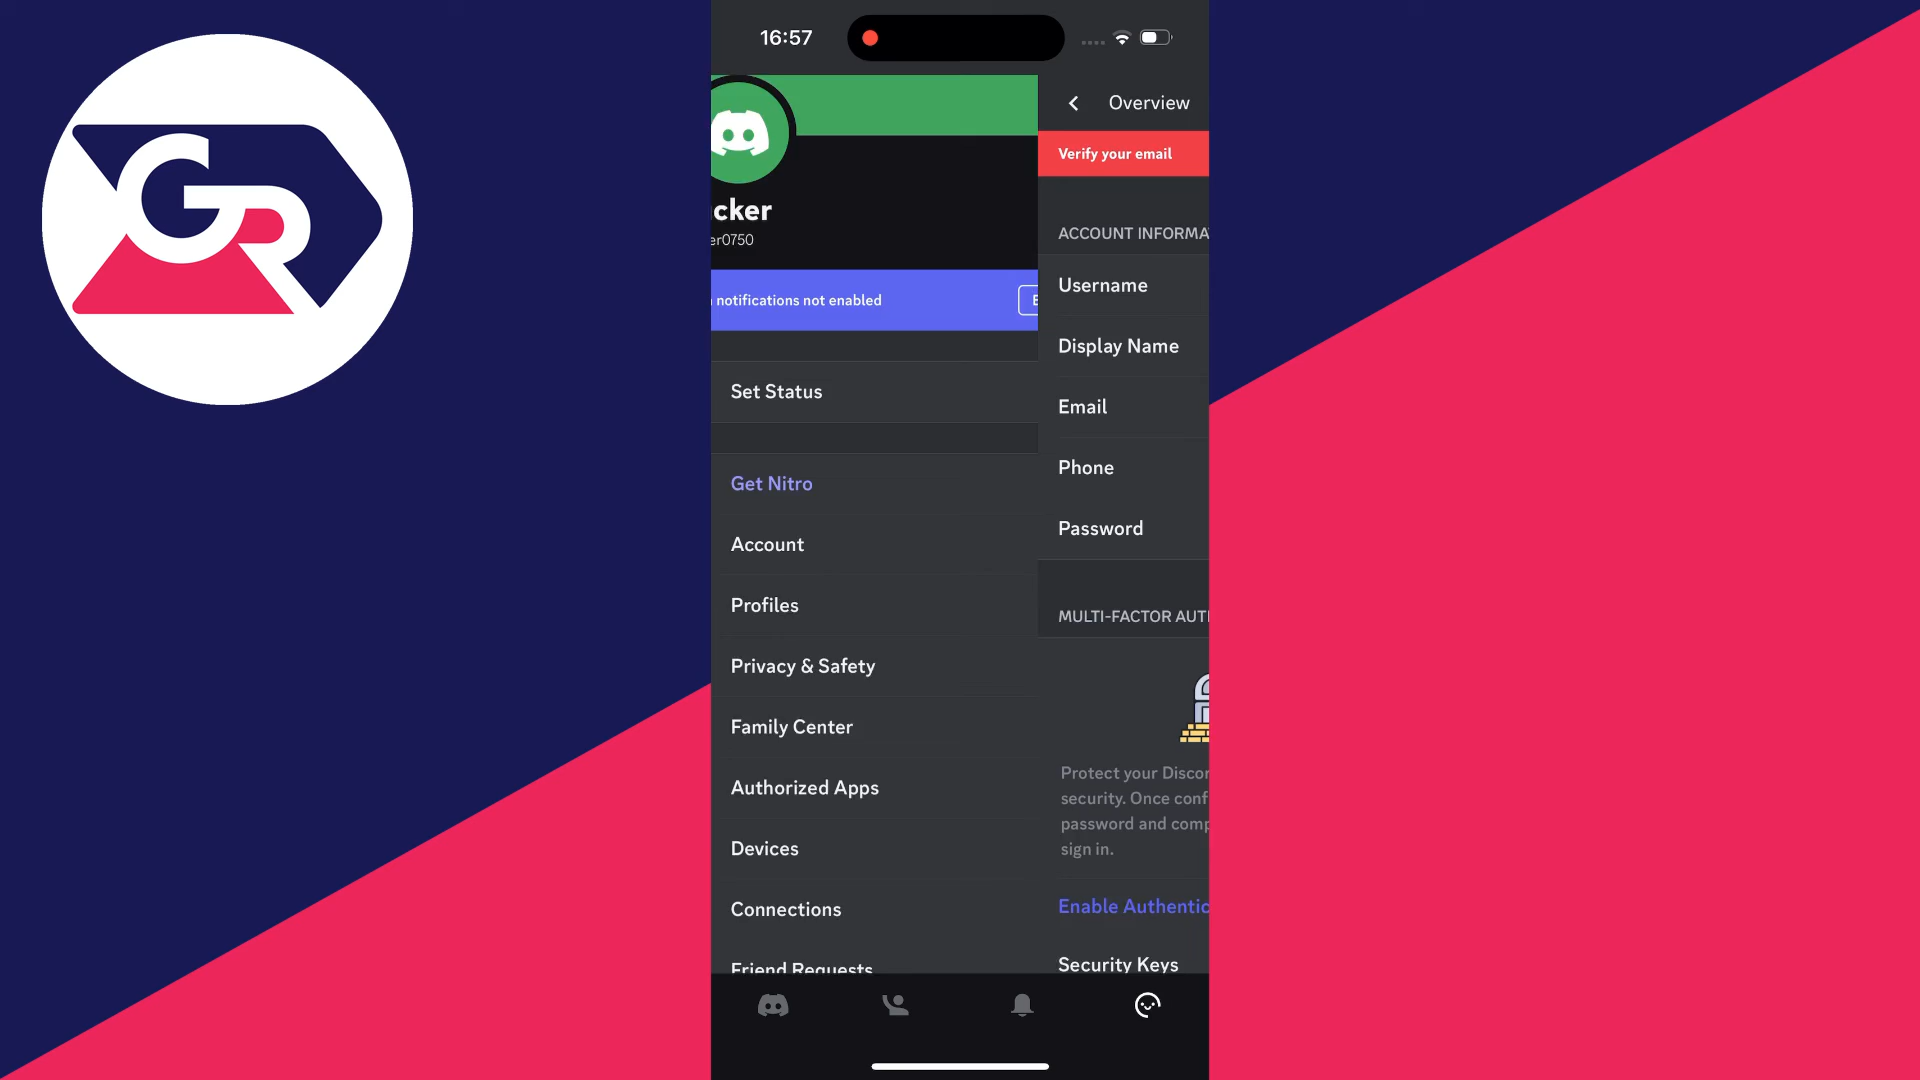 GR
16:57
Overview
Verify your email
cker
er0750
notifications not enabled
ACCOUNT INFORMA
Username
Display Name
Email
Phone
Password
Set Status
Get Nitro
Account
Profiles
Privacy & Safety
Family Center
Authorized Apps
Devices
Connections
Friend Requests
MULTI-FACTOR AUT
Protect your Discor
security. Once conf
password and comp
sign in.
Enable Authentic
Security Keys